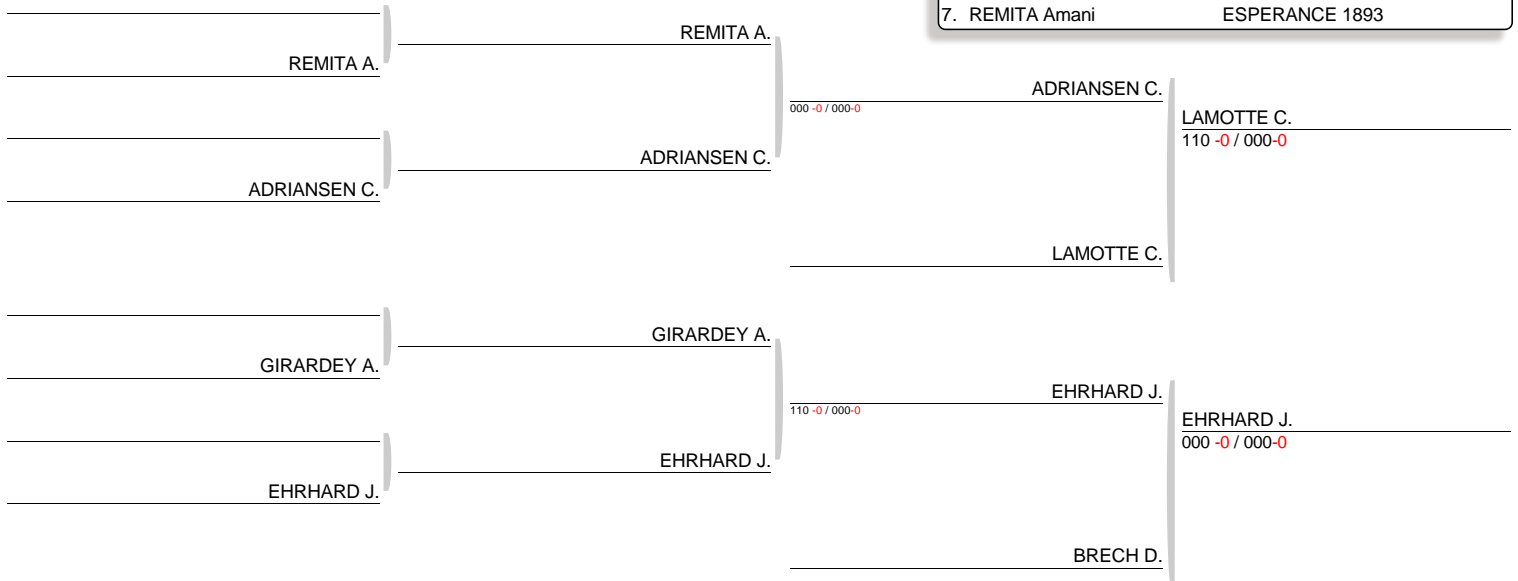 7. REMITA Amani ESPERANCE 1893
REMITA A.
REMITA A.
ADRIANSEN C.
000 -0 / 000-0
LAMOTTE C.
110 -0 / 000-0
ADRIANSEN C.
ADRIANSEN C.
LAMOTTE C.
GIRARDEY A.
GIRARDEY A.
EHRHARD J.
110 -0 / 000-0
EHRHARD J.
000 -0 / 000-0
EHRHARD J.
EHRHARD J.
BRECH D.